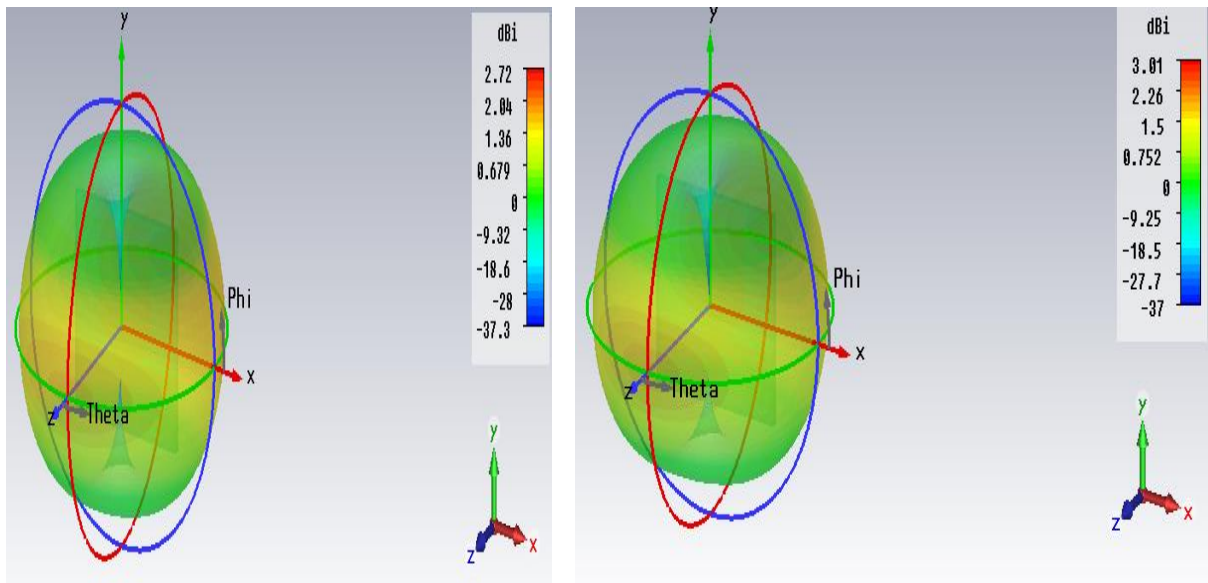 y
dBi
2.72
2.04
1.36
0.679
0
-9.32
-18.6
-28
-37.3
Phi
x
z
Theta
y
z
x
y
dBi
3.01
2.26
1.5
0.752
0
-9.25
-18.5
-27.7
-37
Phi
x
z
Theta
y
z
x